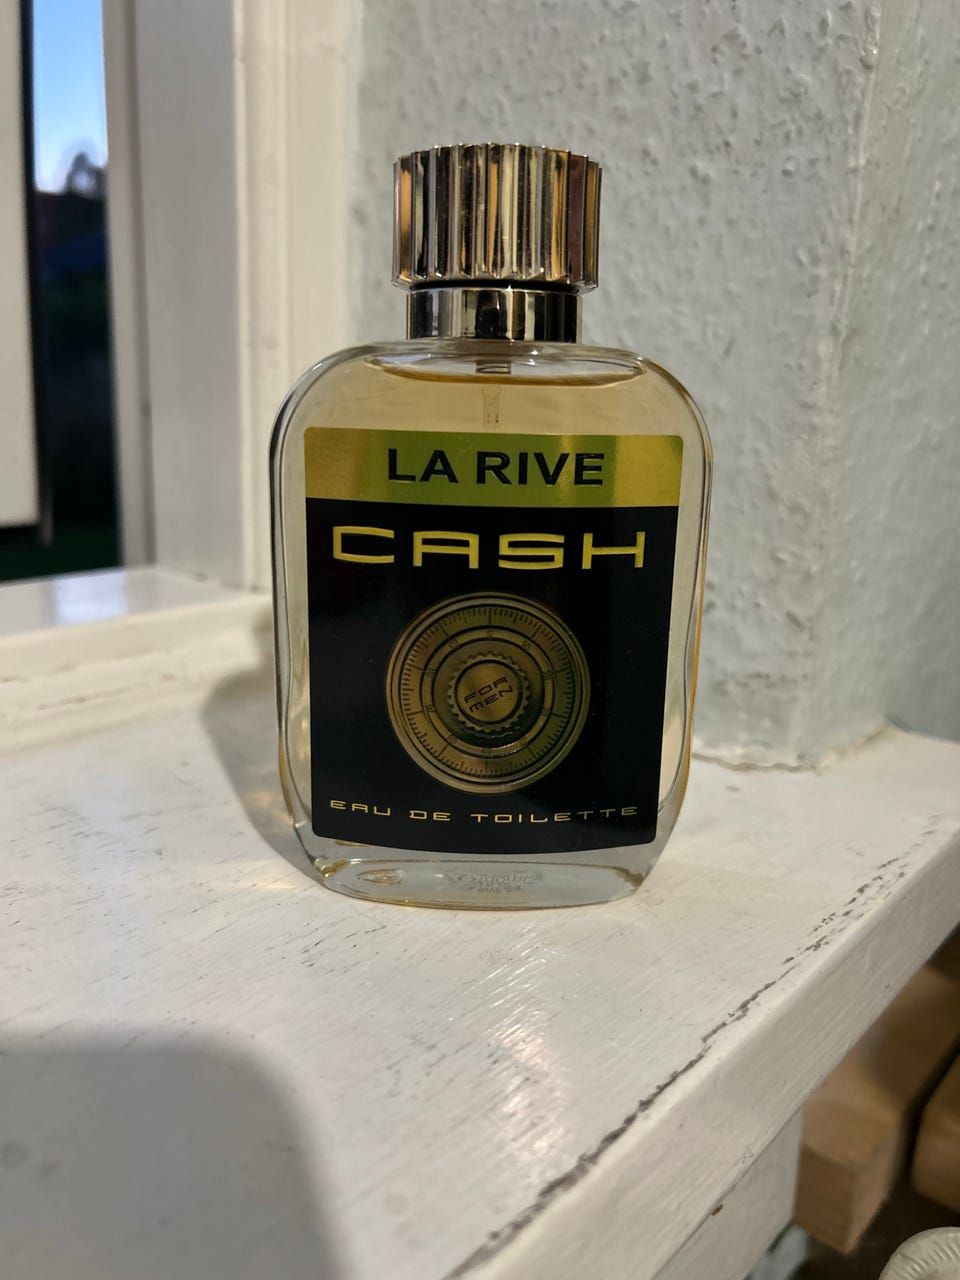 LA RIVE
CASH
FOR
MEN
EAU DE TOILETTE